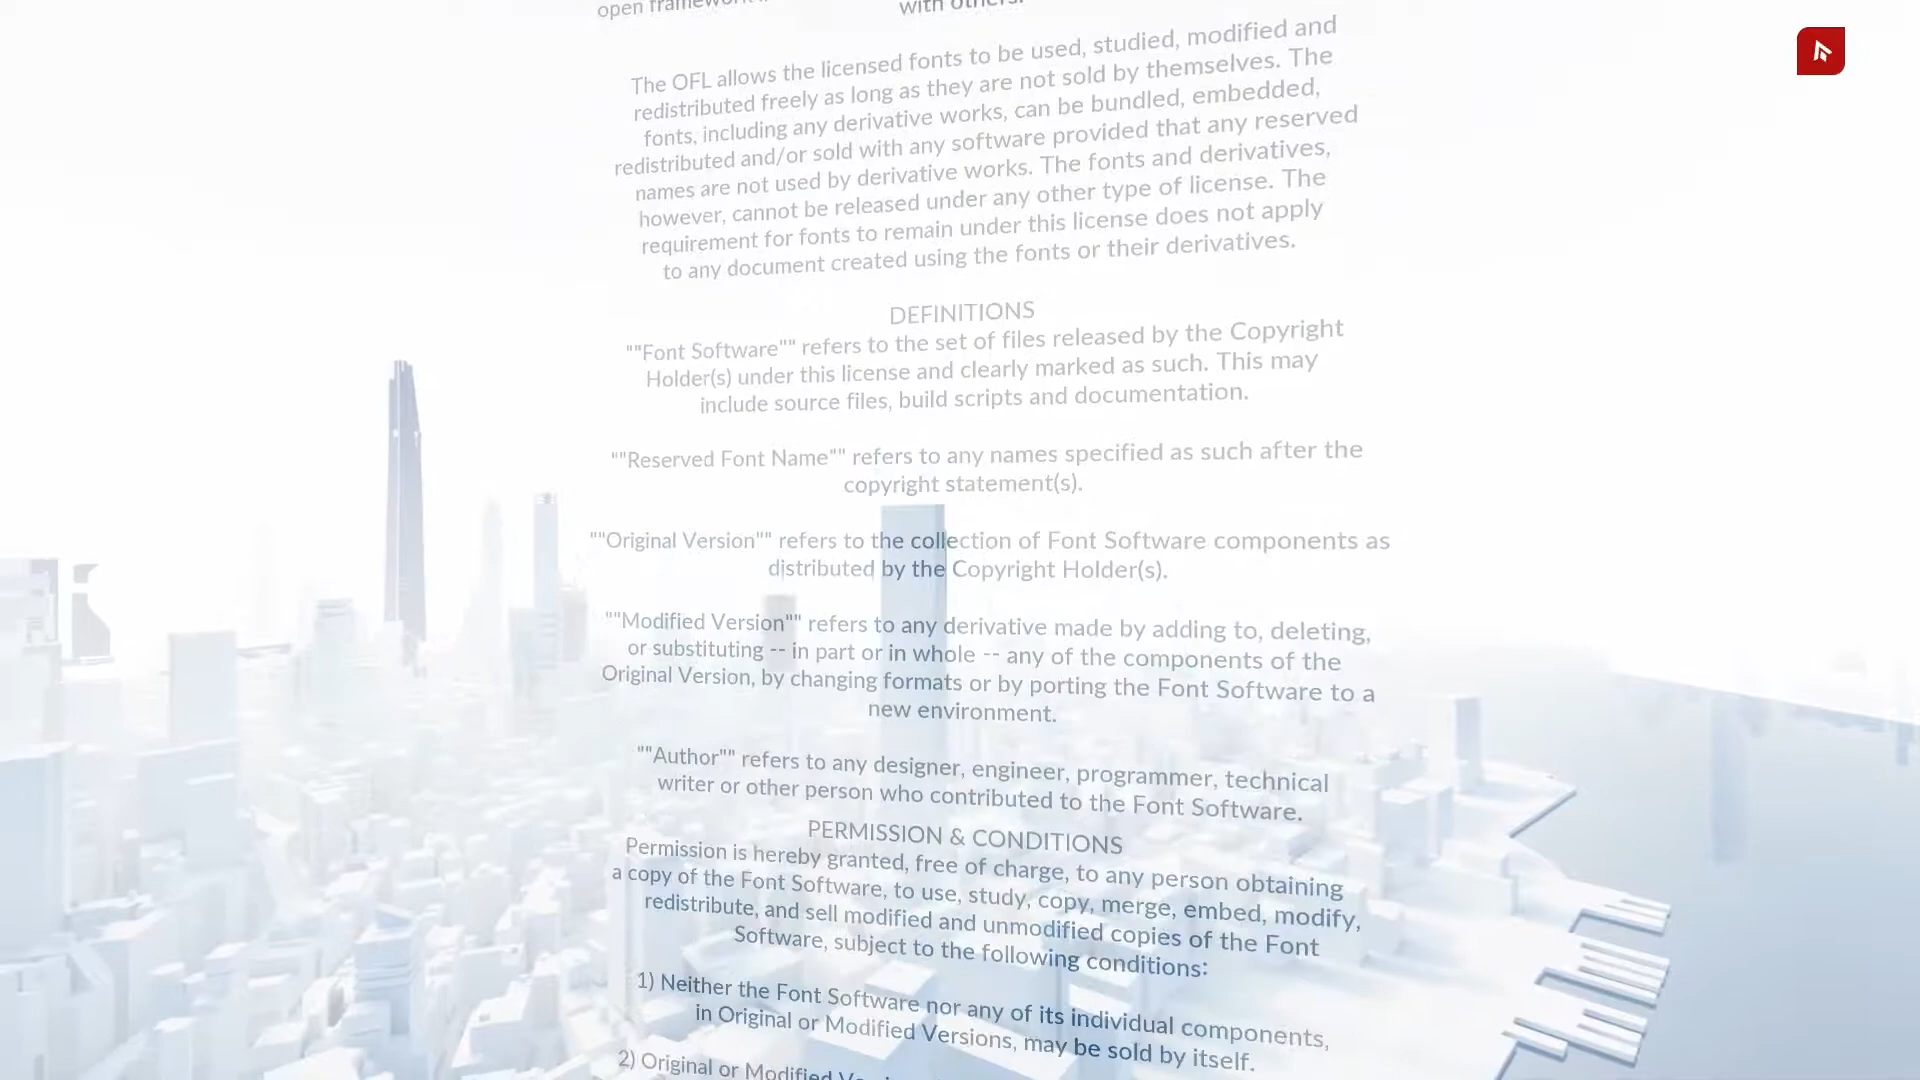 open framework
with others.
The OFL allows the licensed fonts to be used, studied, modified and
redistributed freely as long as they are not sold by themselves. The
fonts, including any derivative works, can be bundled, embedded,
redistributed and/or sold with any software provided that any reserved
names are not used by derivative works. The fonts and derivatives,
however, cannot be released under any other type of license. The
requirement for fonts to remain under this license does not apply
to any document created using the fonts or their derivatives.
DEFINITIONS
""Font Software"" refers to the set of files released by the Copyright
Holder(s) under this license and clearly marked as such. This may
include source files, build scripts and documentation.
""Reserved Font Name"" refers to any names specified as such after the
copyright statement(s).
""Original Version"" refers to the collection of Font Software components as
distributed by the Copyright Holder(s).
""Modified Version"" refers to any derivative made by adding to, deleting,
or substituting -- in part or in whole -- any of the components of the
Original Version, by changing formats or by porting the Font Software to a
new environment.
""Author"" refers to any designer, engineer, programmer, technical
writer or other person who contributed to the Font Software.
PERMISSION & CONDITIONS
Permission is hereby granted, free of charge, to any person obtaining
a copy of the Font Software, to use, study, copy, merge, embed, modify,
redistribute, and sell modified and unmodified copies of the Font
Software, subject to the following conditions:
1) Neither the Font Software nor any of its individual components,
in Original or Modified Versions, may be sold by itself.
2) Original or Modified